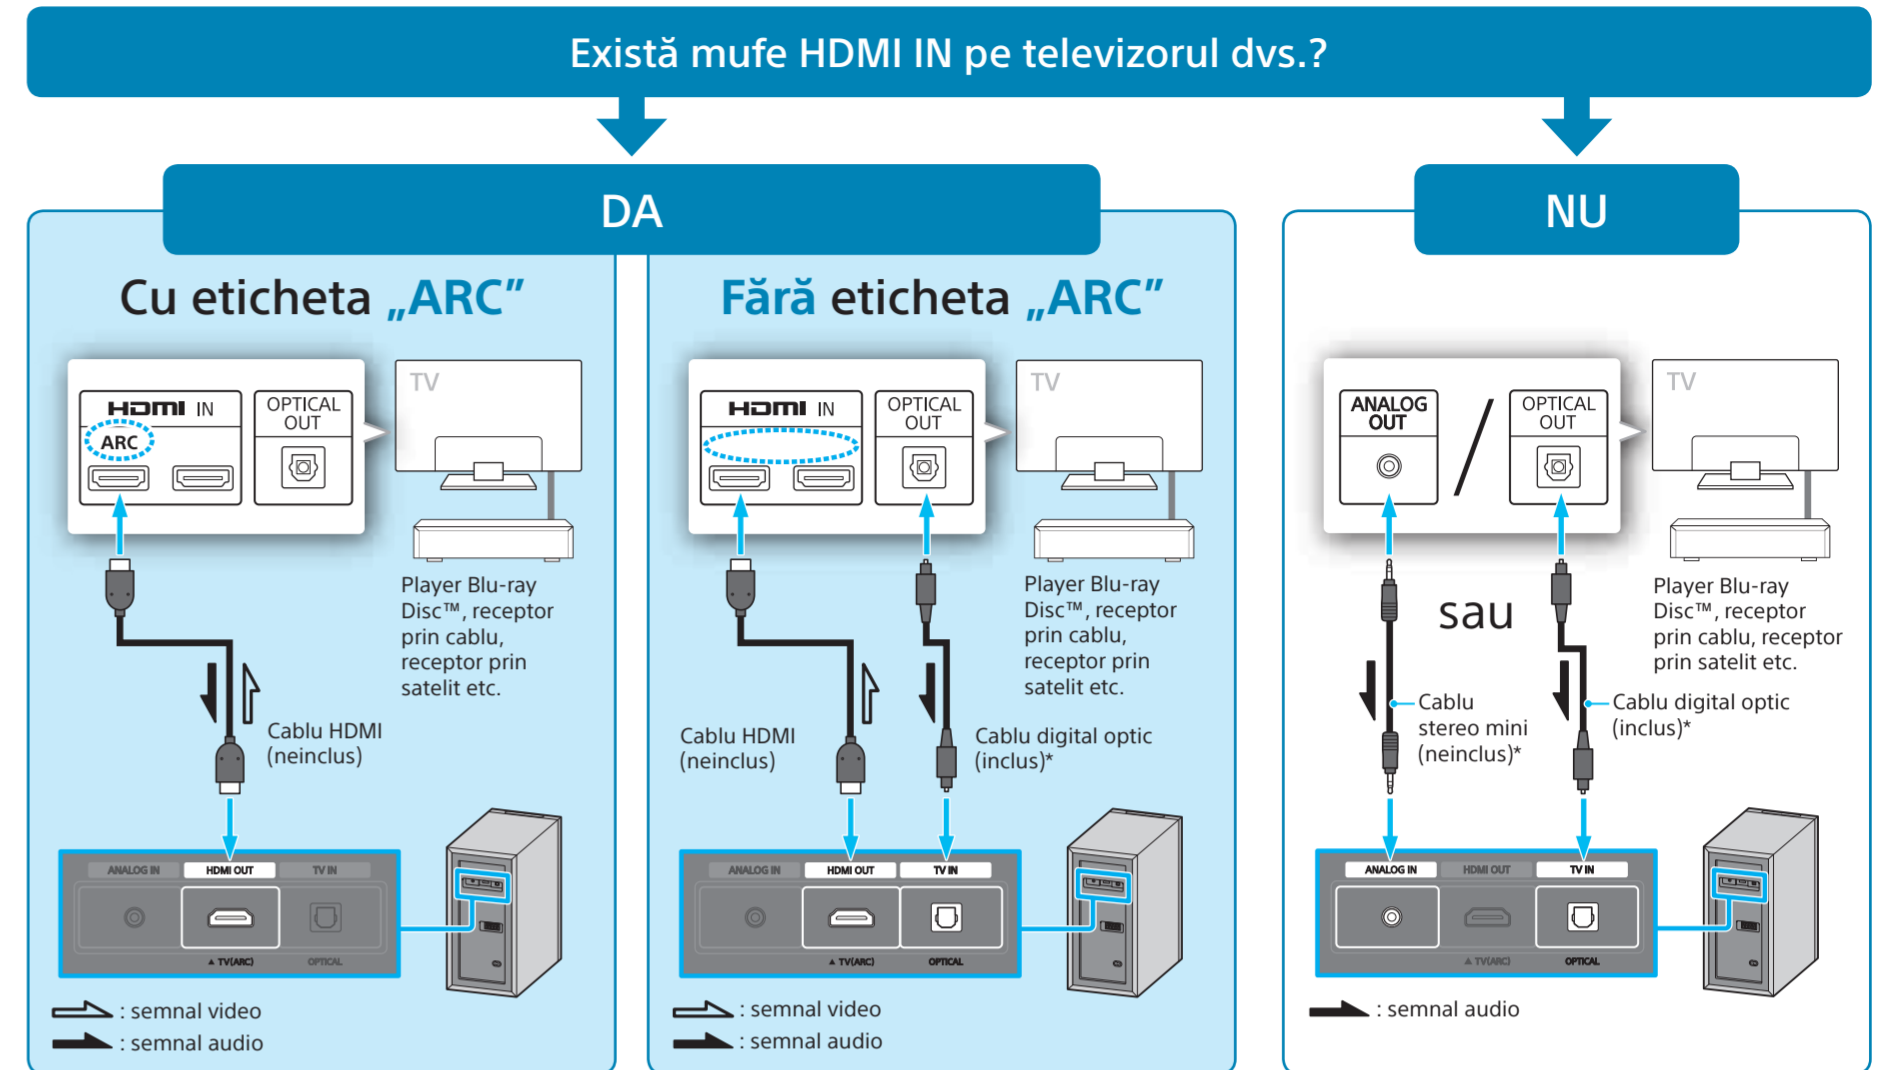 Există mufe HDMI IN pe televizorul dvs.?
DA
Cu eticheta „ARC”
HDMI IN
ARC
OPTICAL
OUT
TV
Player Blu-ray
Disc™, receptor
prin cablu,
receptor prin
satelit etc.
Cablu HDMI
(neinclus)
ANALOG IN
HDMI OUT
TV IN
▲ TV(ARC)
OPTICAL
: semnal video
: semnal audio
Fără eticheta „ARC”
HDMI IN
OPTICAL
OUT
TV
Player Blu-ray
Disc™, receptor
prin cablu,
receptor prin
satelit etc.
Cablu HDMI
(neinclus)
Cablu digital optic
(inclus)*
ANALOG IN
HDMI OUT
TV IN
▲ TV(ARC)
OPTICAL
: semnal video
: semnal audio
NU
ANALOG
OUT
/
OPTICAL
OUT
TV
sau
Player Blu-ray
Disc™, receptor
prin cablu, receptor
prin satelit etc.
Cablu
stereo mini
(neinclus)*
Cablu digital optic
(inclus)*
ANALOG IN
HDMI OUT
TV IN
▲ TV(ARC)
OPTICAL
: semnal audio